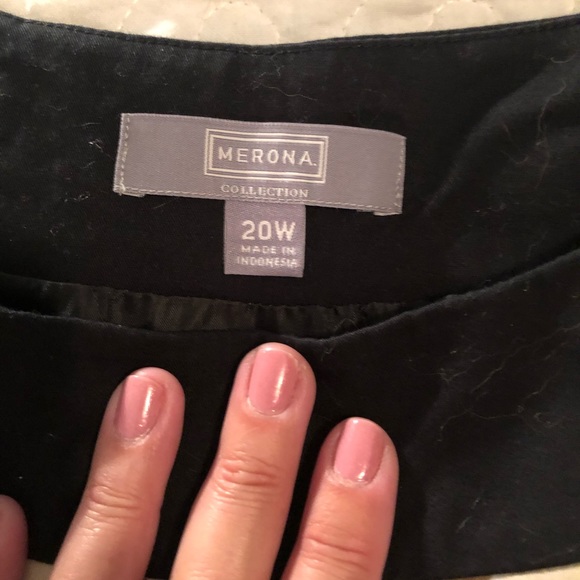 MERONA.
COLLECTION
20W
MADE IN
INDONESIA